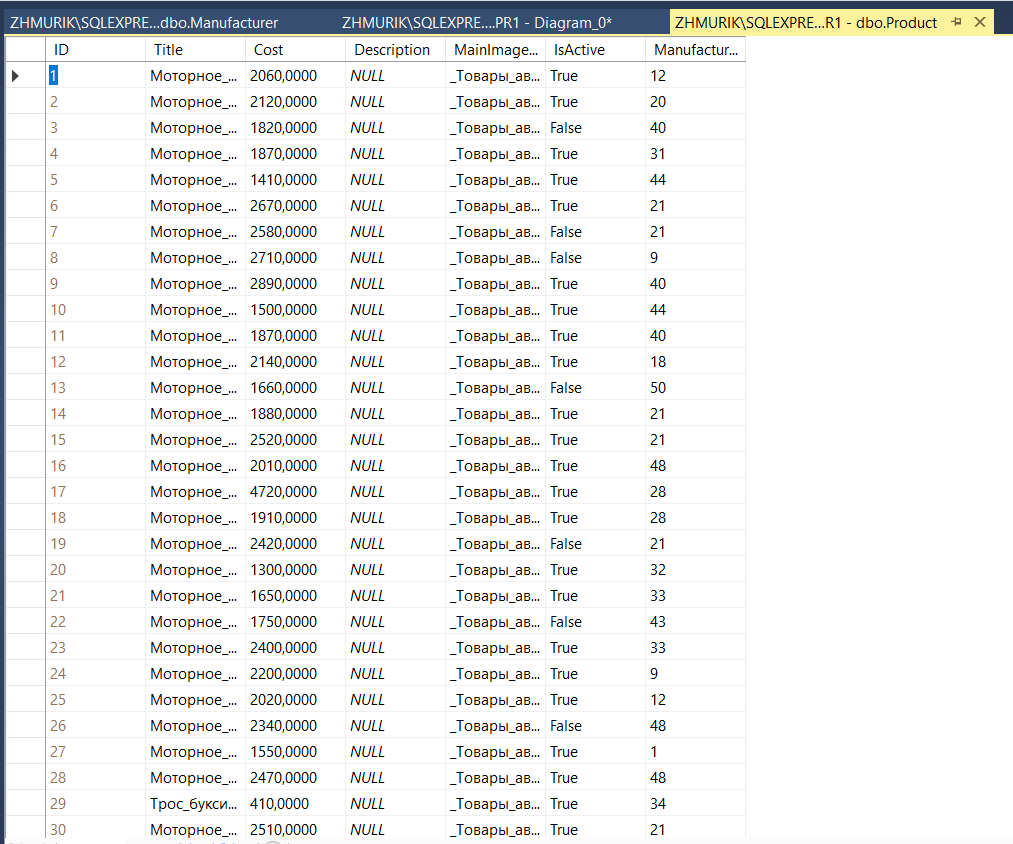 ZHMURIK\SQLEXPRE...dbo.Manufacturer ZHMURIK\SQLEXPRE....PR1 - Diagram_0* ZHMURIK\SQLEXPRE...R1 - dbo.Product
ID Title Cost Description MainImage... IsActive Manufactur...
1 Моторное_... 2060,0000 NULL _Товары_ав... True 12
2 Моторное_... 2120,0000 NULL _Товары_ав... True 20
3 Моторное_... 1820,0000 NULL _Товары_ав... False 40
4 Моторное_... 1870,0000 NULL _Товары_ав... True 31
5 Моторное_... 1410,0000 NULL _Товары_ав... True 44
6 Моторное_... 2670,0000 NULL _Товары_ав... True 21
7 Моторное_... 2580,0000 NULL _Товары_ав... False 21
8 Моторное_... 2710,0000 NULL _Товары_ав... False 9
9 Моторное_... 2890,0000 NULL _Товары_ав... True 40
10 Моторное_... 1500,0000 NULL _Товары_ав... True 44
11 Моторное_... 1870,0000 NULL _Товары_ав... True 40
12 Моторное_... 2140,0000 NULL _Товары_ав... True 18
13 Моторное_... 1660,0000 NULL _Товары_ав... False 50
14 Моторное_... 1880,0000 NULL _Товары_ав... True 21
15 Моторное_... 2520,0000 NULL _Товары_ав... True 21
16 Моторное_... 2010,0000 NULL _Товары_ав... True 48
17 Моторное_... 4720,0000 NULL _Товары_ав... True 28
18 Моторное_... 1910,0000 NULL _Товары_ав... True 28
19 Моторное_... 2420,0000 NULL _Товары_ав... False 21
20 Моторное_... 1300,0000 NULL _Товары_ав... True 32
21 Моторное_... 1650,0000 NULL _Товары_ав... True 33
22 Моторное_... 1750,0000 NULL _Товары_ав... False 43
23 Моторное_... 2400,0000 NULL _Товары_ав... True 33
24 Моторное_... 2200,0000 NULL _Товары_ав... True 9
25 Моторное_... 2020,0000 NULL _Товары_ав... True 12
26 Моторное_... 2340,0000 NULL _Товары_ав... False 48
27 Моторное_... 1550,0000 NULL _Товары_ав... True 1
28 Моторное_... 2470,0000 NULL _Товары_ав... True 48
29 Трос_букси... 410,0000 NULL _Товары_ав... True 34
30 Моторное_... 2510,0000 NULL _Товары_ав... True 21